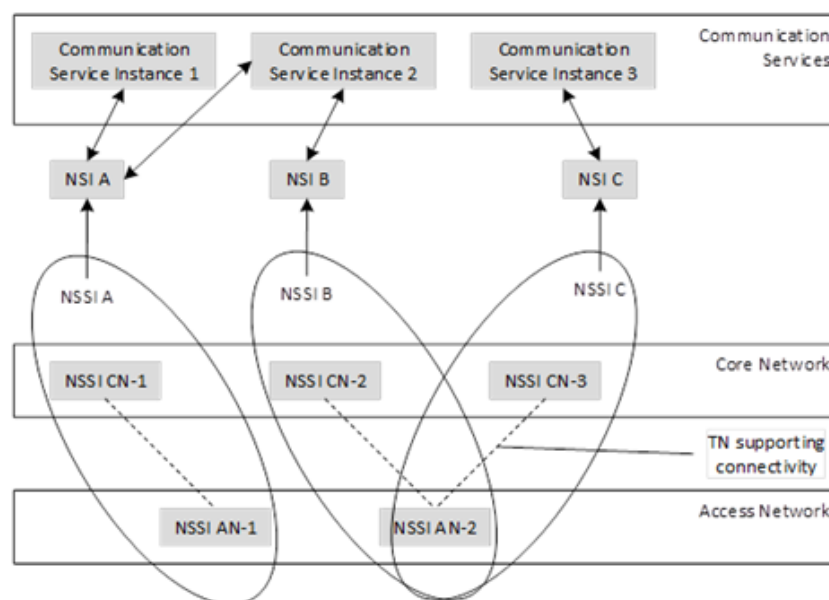 Communication
Service Instance 1
Communication
Service Instance 2
Communication
Service Instance 3
Communication
Services
NSI A
NSI B
NSI C
NSSI A
NSSI B
NSSI C
Core Network
NSSI CN-1
NSSI CN-2
NSSI CN-3
TN supporting
connectivity
Access Network
NSSI AN-1
NSSI AN-2